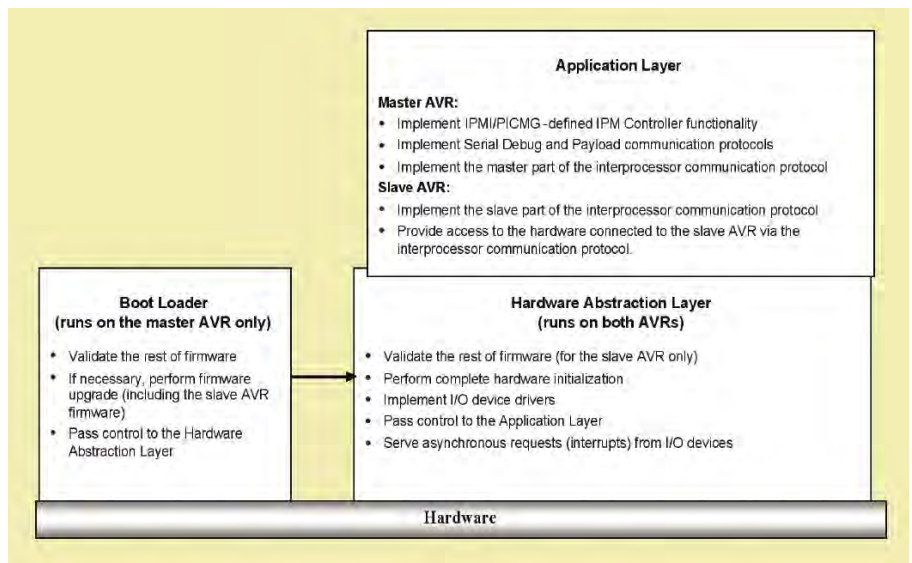 Application Layer
Master AVR:
• Implement IPMI/PICMG-defined IPM Controller functionality
• Implement Serial Debug and Payload communication protocols
• Implement the master part of the interprocessor communication protocol
Slave AVR:
• Implement the slave part of the interprocessor communication protocol
• Provide access to the hardware connected to the slave AVR via the
interprocessor communication protocol.
Boot Loader
(runs on the master AVR only)
• Validate the rest of firmware
• If necessary, perform firmware
upgrade (including the slave AVR
firmware)
• Pass control to the Hardware
Abstraction Layer
Hardware Abstraction Layer
(runs on both AVRs)
• Validate the rest of firmware (for the slave AVR only)
• Perform complete hardware initialization
• Implement I/O device drivers
• Pass control to the Application Layer
• Serve asynchronous requests (interrupts) from I/O devices
Hardware